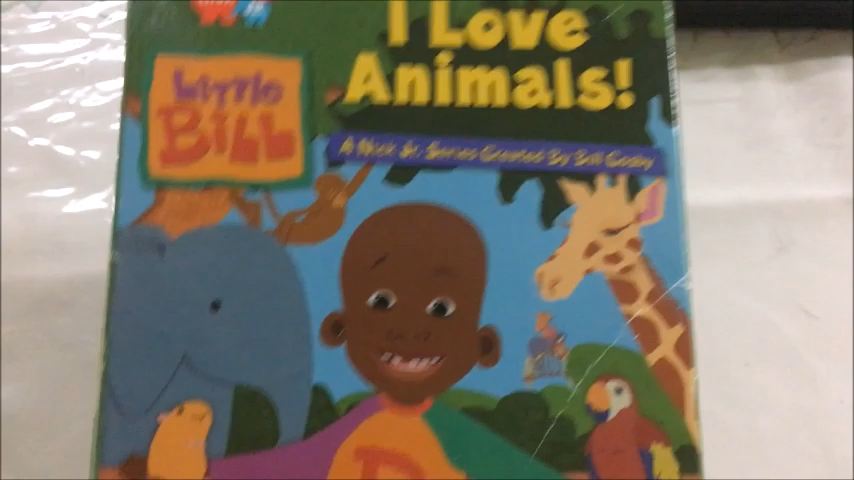 I Love
Animals!
Little
Bill
A Nick Jr. Series Created By Bill Cosby